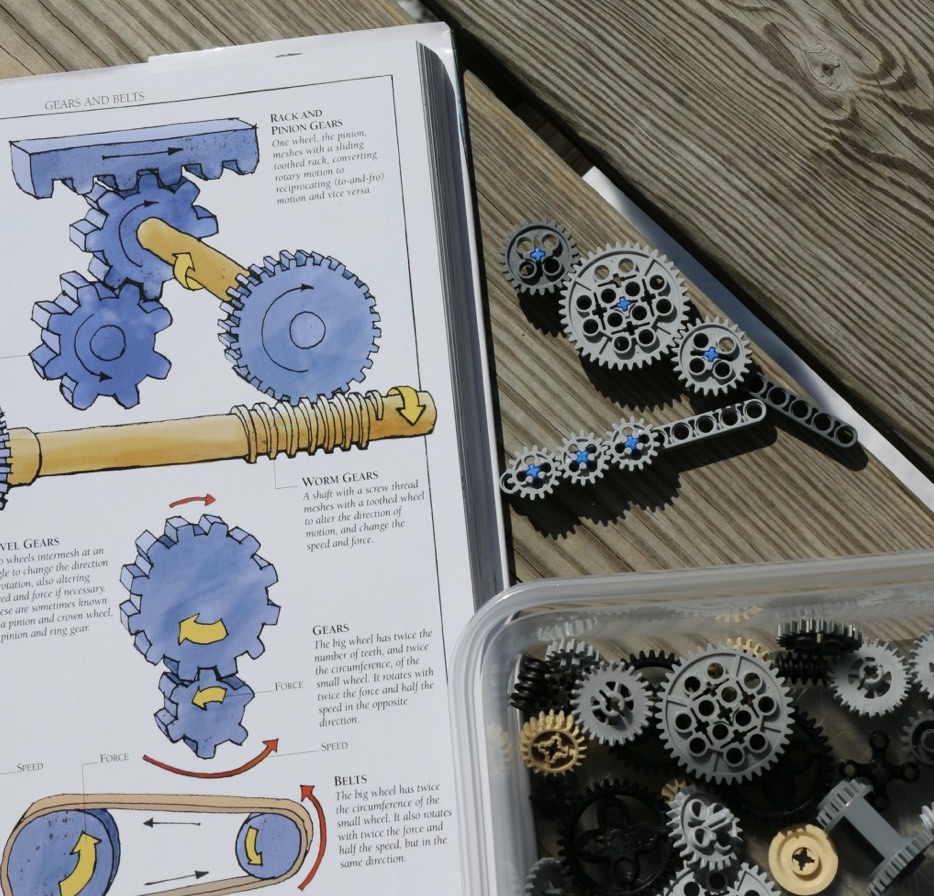 GEARS AND BELTS
RACK AND
PINION GEARS
One wheel, the pinion,
meshes with a sliding
toothed rack, converting
rotary motion to
reciprocating (to-and-fro)
motion and vice versa.
WORM GEARS
A shaft with a screw thread
meshes with a toothed wheel
to alter the direction of
motion, and change the
speed and force.
VEL GEARS
wheels intermesh at an
gle to change the direction
rotation, also altering
ed and force if necessary.
ese are sometimes known
a pinion and crown wheel,
pinion and ring gear.
GEARS
The big wheel has twice the
number of teeth, and twice
the circumference, of the
small wheel. It rotates with
twice the force and half the
speed in the opposite
direction.
FORCE
SPEED
SPEED
FORCE
BELTS
The big wheel has twice
the circumference of the
small wheel. It also rotates
with twice the force and
half the speed, but in the
same direction.